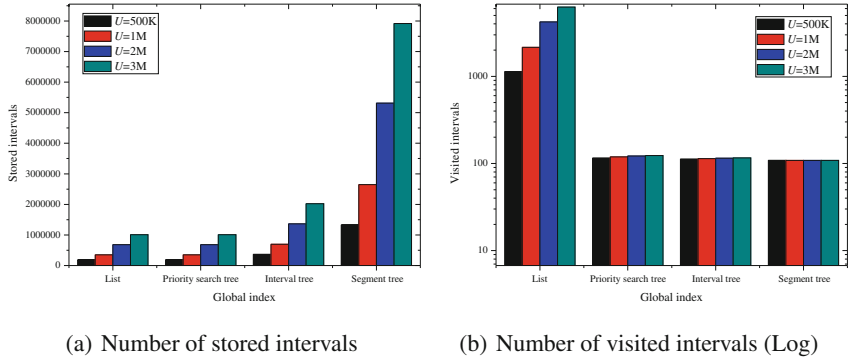 8000000
7000000
6000000
5000000
4000000
3000000
2000000
1000000
0
Stored intervals
U=500K
U=1M
U=2M
U=3M
List Priority search tree Interval tree Segment tree
Global index
(a) Number of stored intervals
1000
100
10
Visited intervals
U=500K
U=1M
U=2M
U=3M
List Priority search tree Interval tree Segment tree
Global index
(b) Number of visited intervals (Log)